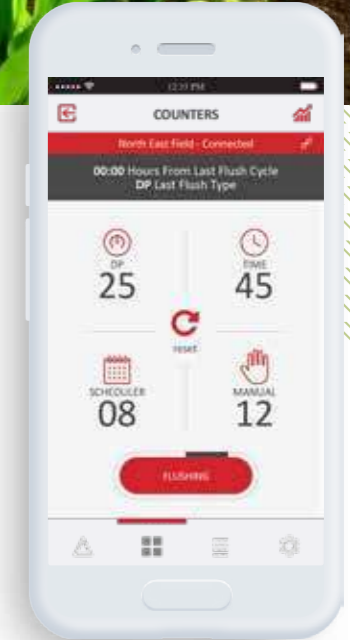 12:33 PM
COUNTERS
North East Field - Connected
00:00 Hours From Last Flush Cycle
DP Last Flush Type
DP
25
TIME
45
reset
SCHEDULER
08
MANUAL
12
FLUSHING